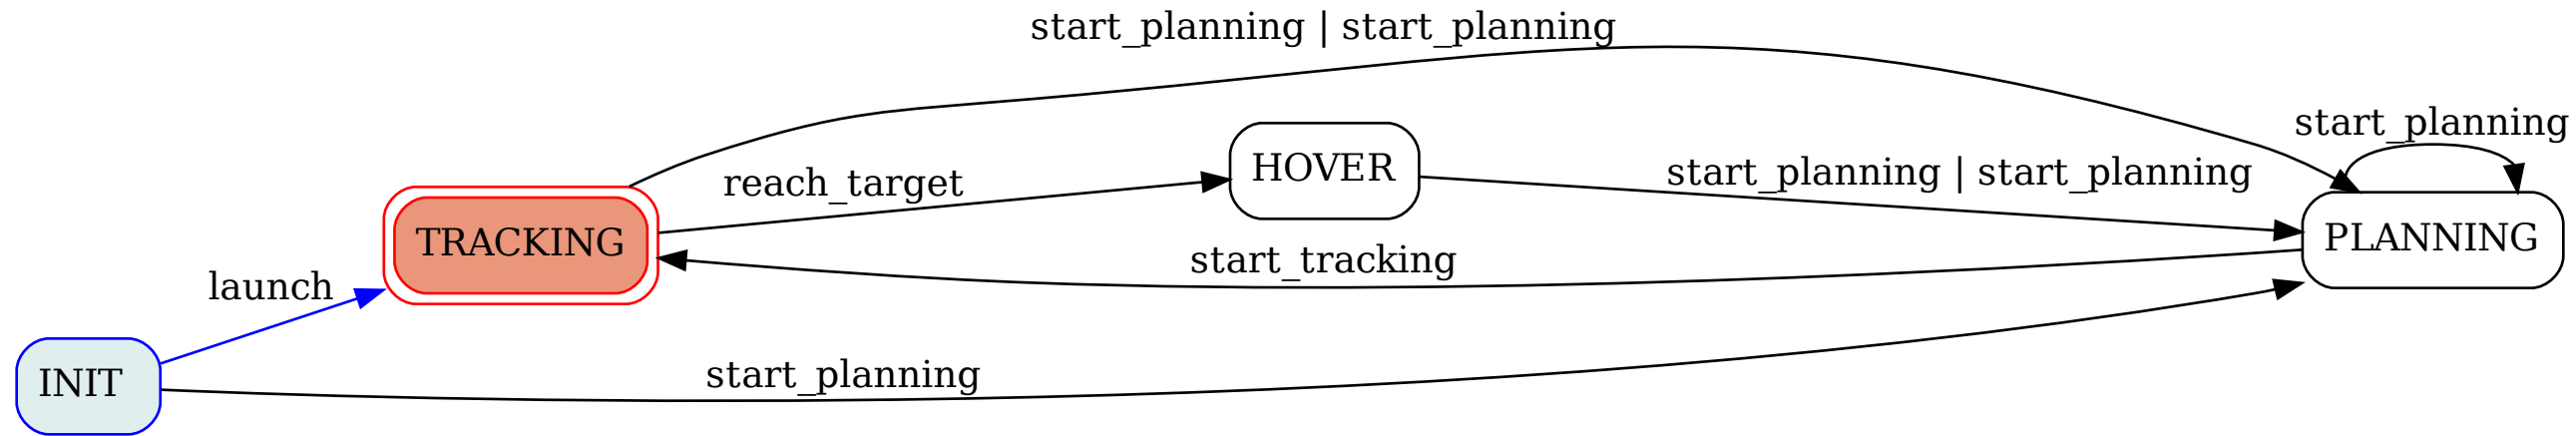 start_planning | start_planning
start_planning
HOVER
start_planning | start_planning
reach_target
TRACKING
PLANNING
start_tracking
launch
INIT
start_planning